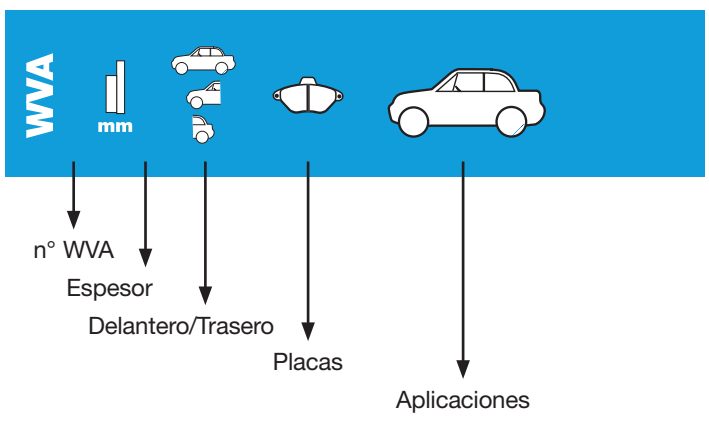 WVA
mm
n° WVA
Espesor
Delantero/Trasero
Placas
Aplicaciones